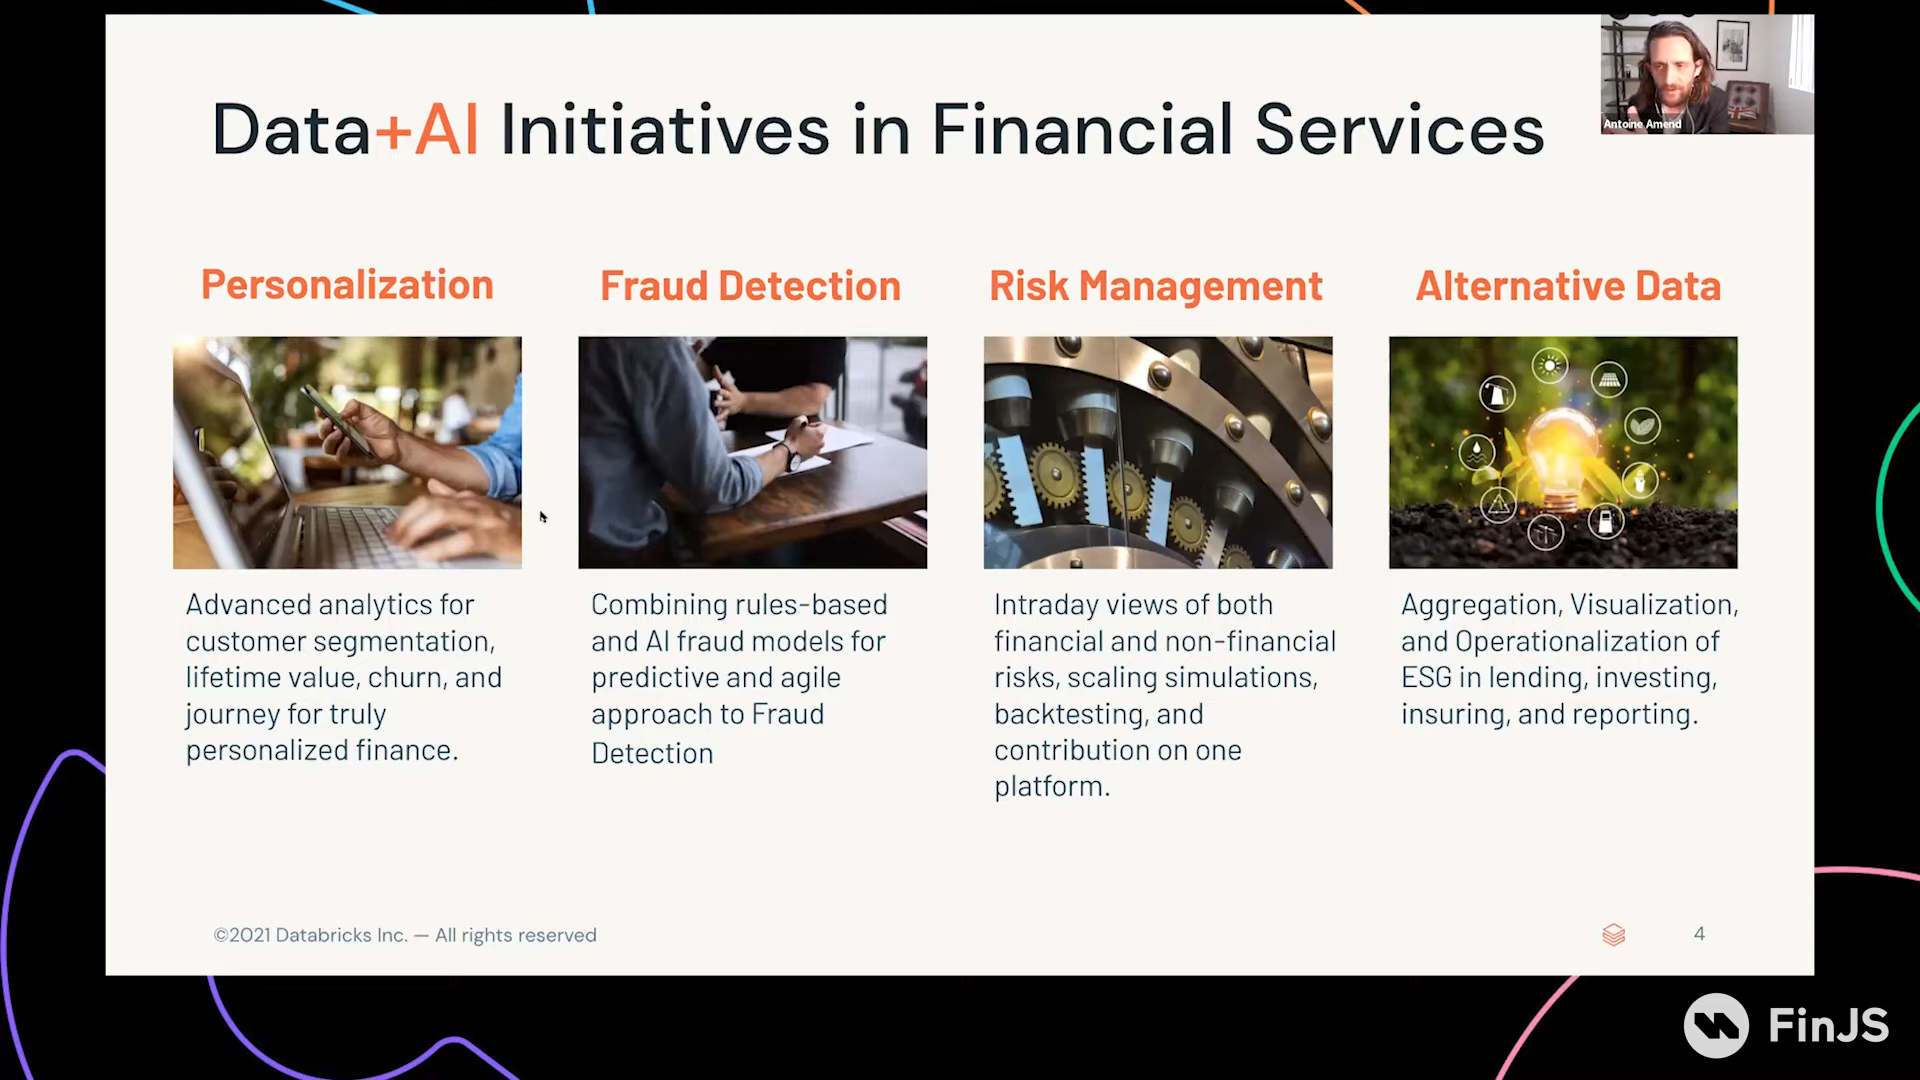 Data+AI Initiatives in Financial Services
Antoine Amend
Personalization
Advanced analytics for
customer segmentation,
lifetime value, churn, and
journey for truly
personalized finance.
Fraud Detection
Combining rules-based
and AI fraud models for
predictive and agile
approach to Fraud
Detection
Risk Management
Intraday views of both
financial and non-financial
risks, scaling simulations,
backtesting, and
contribution on one
platform.
Alternative Data
Aggregation, Visualization,
and Operationalization of
ESG in lending, investing,
insuring, and reporting.
©2021 Databricks Inc. — All rights reserved
4
FinJS